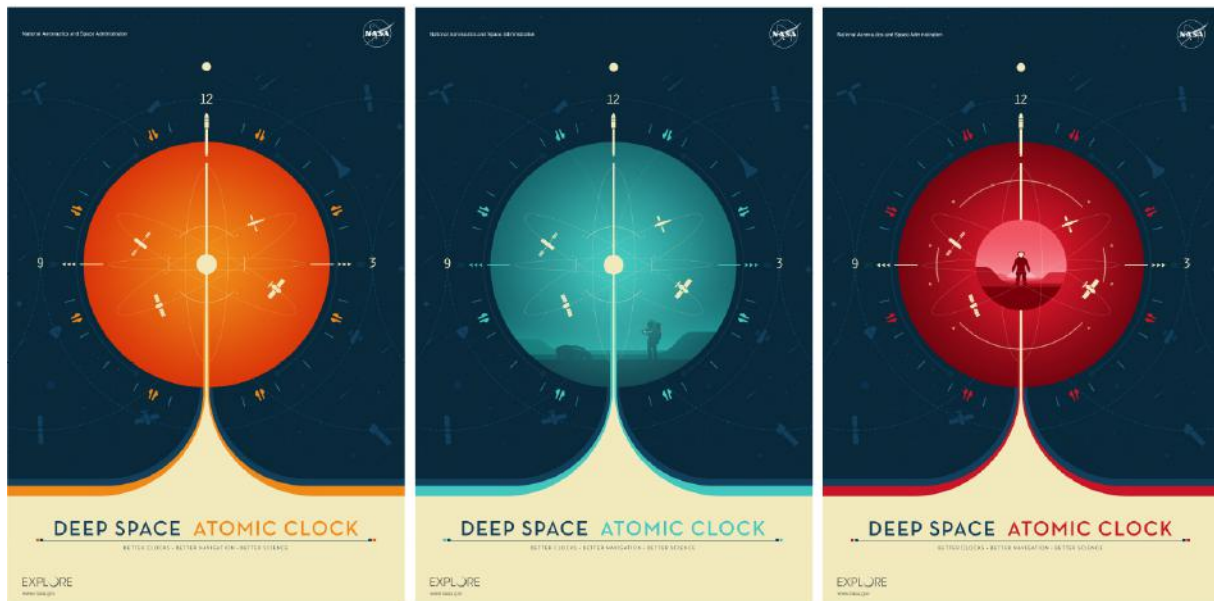 National Aeronautics and Space Administration
NASA
12
9
3
DEEP SPACE ATOMIC CLOCK
BETTER CLOCKS • BETTER NAVIGATION • BETTER SCIENCE
EXPLORE
www.nasa.gov
National Aeronautics and Space Administration
NASA
12
9
3
DEEP SPACE ATOMIC CLOCK
BETTER CLOCKS • BETTER NAVIGATION • BETTER SCIENCE
EXPLORE
www.nasa.gov
National Aeronautics and Space Administration
NASA
12
9
3
DEEP SPACE ATOMIC CLOCK
BETTER CLOCKS • BETTER NAVIGATION • BETTER SCIENCE
EXPLORE
www.nasa.gov